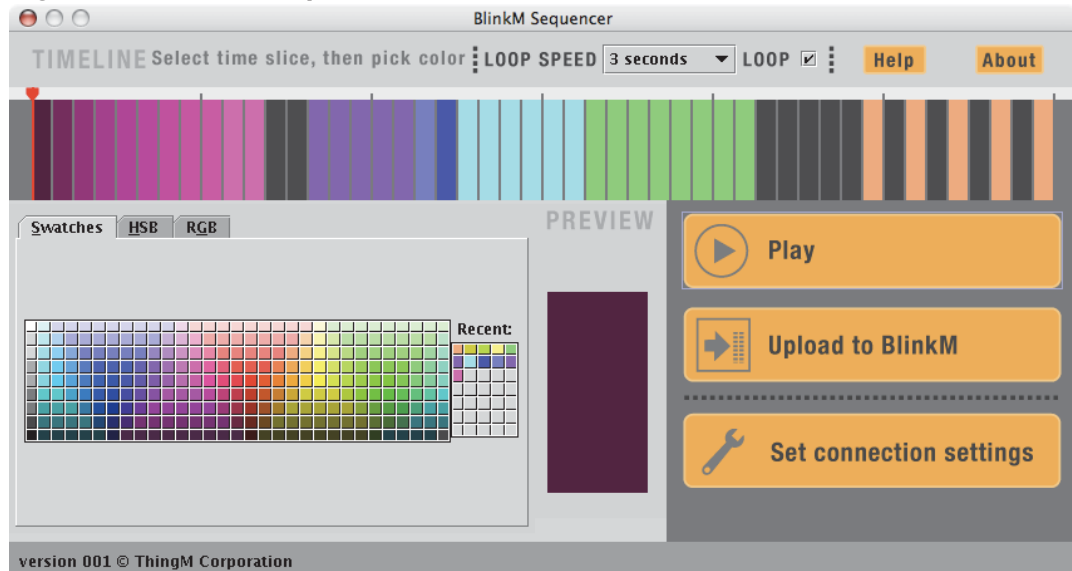 BlinkM Sequencer
TIMELINE Select time slice, then pick color LOOP SPEED 3 seconds LOOP Help About
Swatches HSB RGB
PREVIEW
Recent:
Play
Upload to BlinkM
Set connection settings
version 001 © ThingM Corporation